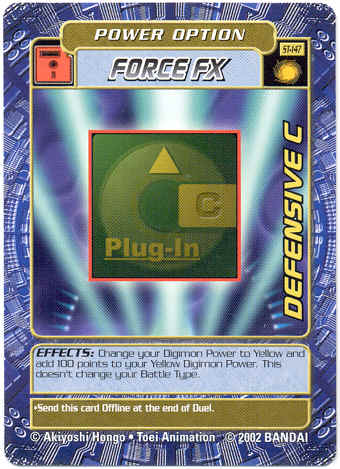 POWER OPTION
FORCE FX
ST-147
DEFENSIVE C
C
Plug-In
EFFECTS: Change your Digimon Power to Yellow and
add 100 points to your Yellow Digimon Power. This
doesn't change your Battle Type.
•Send this card Offline at the end of Duel.
© Akiyoshi Hongo • Toei Animation © 2002 BANDAI